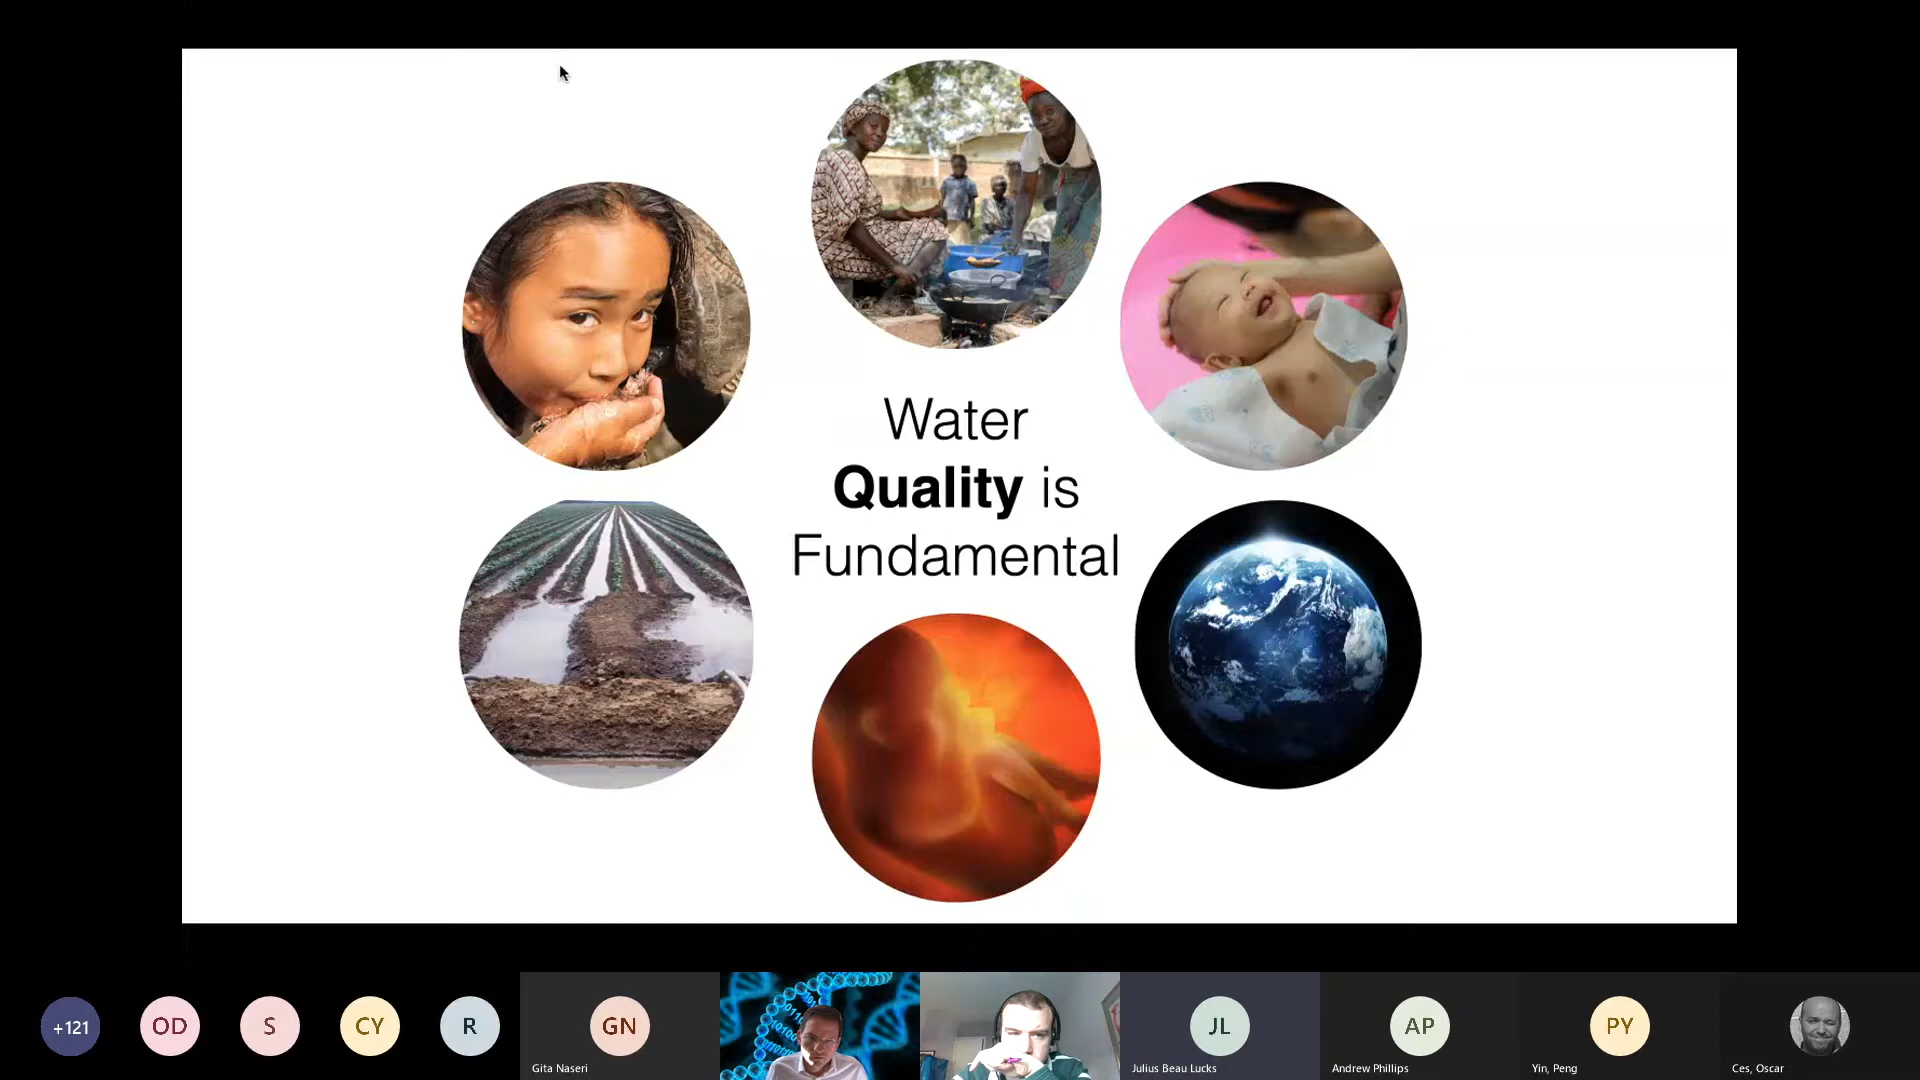 Water
Quality is
Fundamental
+121
OD
S
CY
R
GN
Gita Naseri
JL
Julius Beau Lucks
AP
Andrew Phillips
PY
Yin, Peng
Ces, Oscar